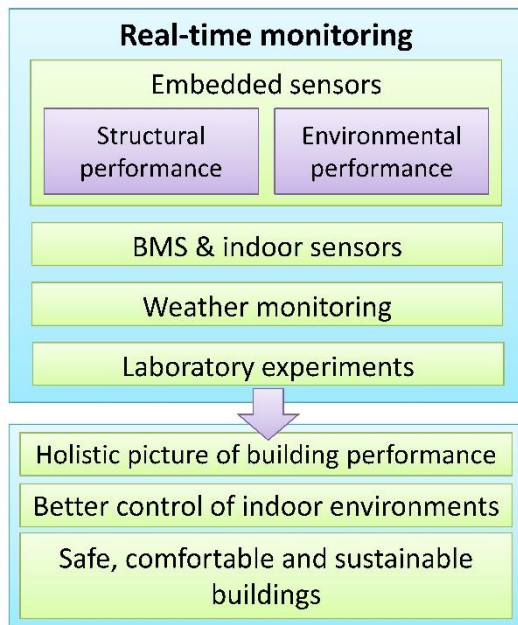 Real-time monitoring
Embedded sensors
Structural
performance
Environmental
performance
BMS & indoor sensors
Weather monitoring
Laboratory experiments
Holistic picture of building performance
Better control of indoor environments
Safe, comfortable and sustainable
buildings